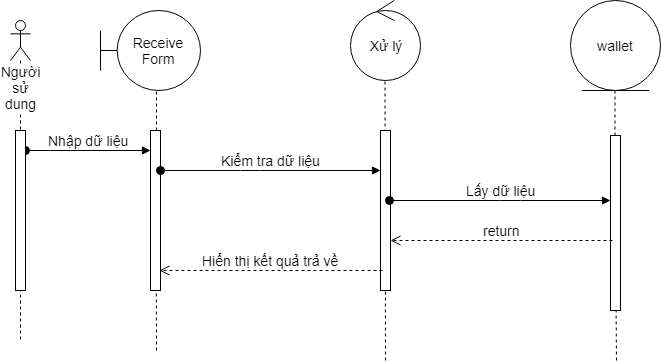 Người
sử
dung
Receive
Form
Xử lý
wallet
Nhập dữ liệu
Kiểm tra dữ liệu
Lấy dữ liệu
return
Hiển thị kết quả trả về